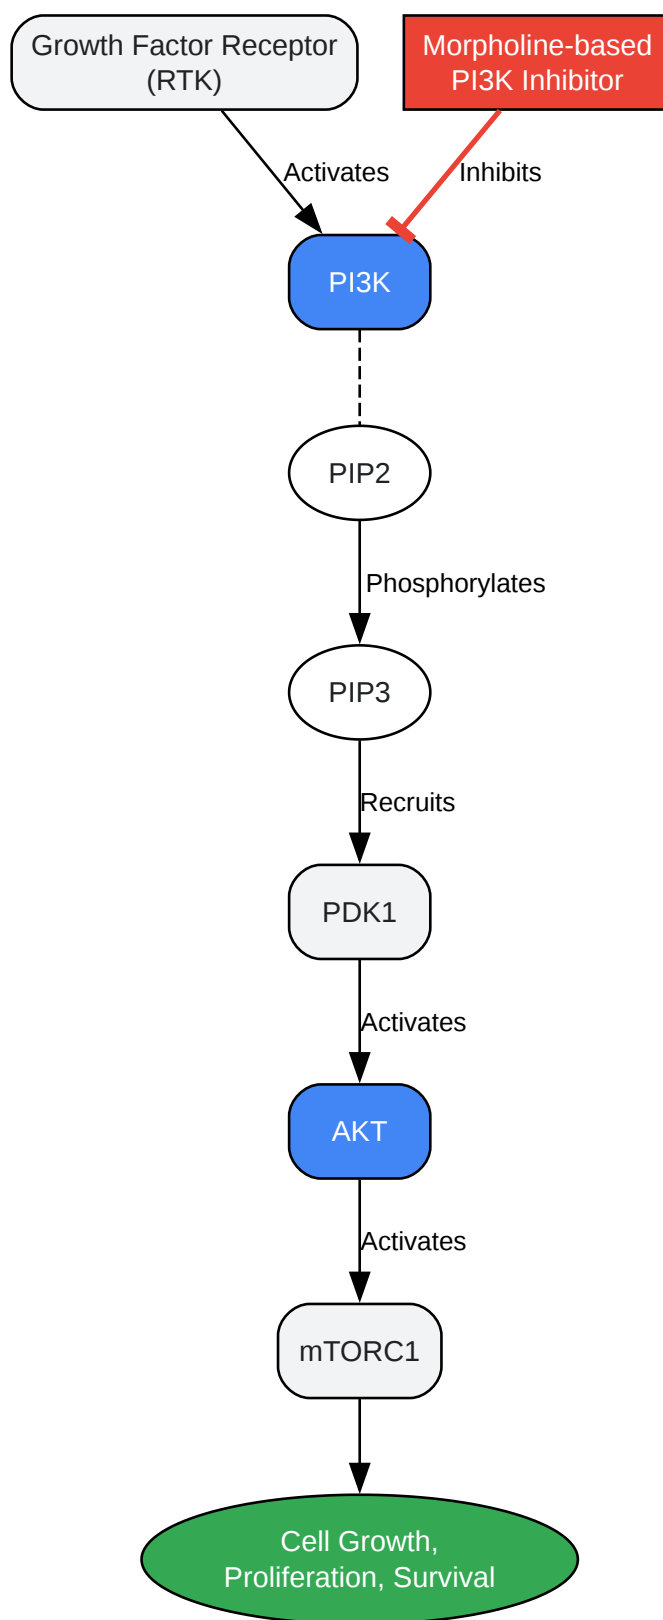 Growth Factor Receptor
(RTK)
Morpholine-based
PI3K Inhibitor
Activates
Inhibits
PI3K
PIP2
Phosphorylates
PIP3
Recruits
PDK1
Activates
AKT
Activates
mTORC1
Cell Growth,
Proliferation, Survival